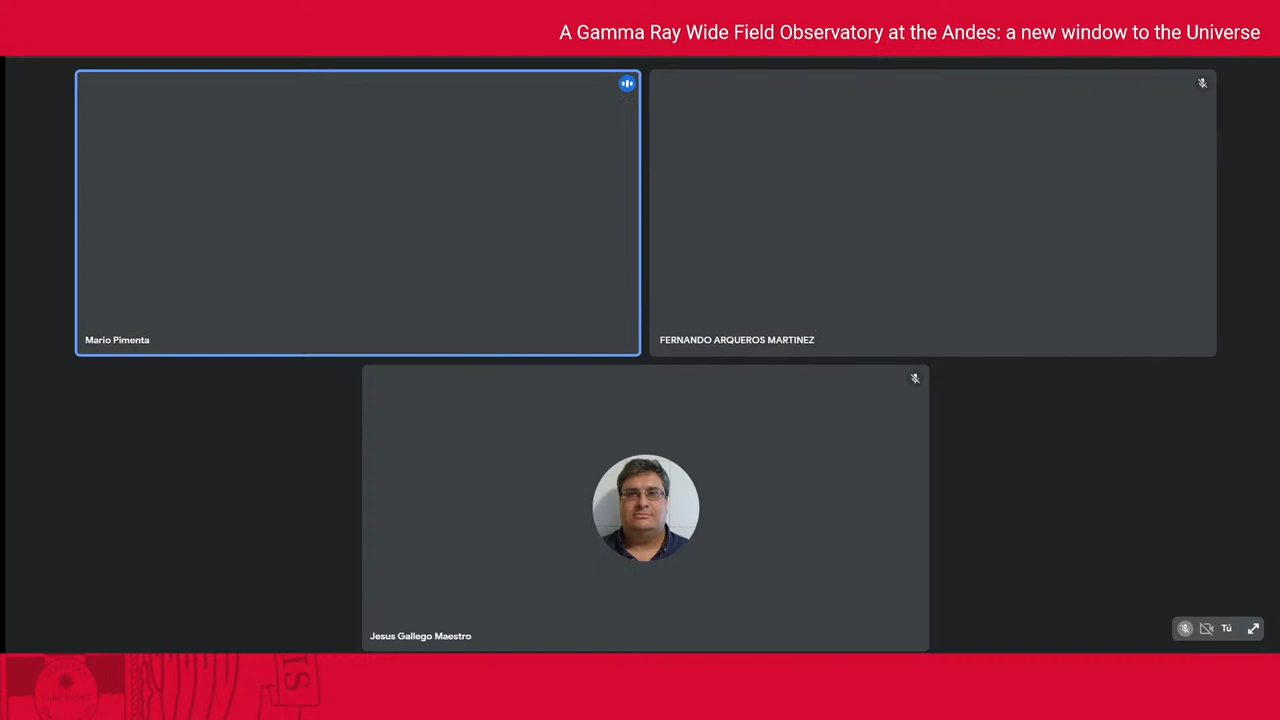 A Gamma Ray Wide Field Observatory at the Andes: a new window to the Universe
Mario Pimenta
FERNANDO ARQUEROS MARTINEZ
Jesus Gallego Maestro
Tú